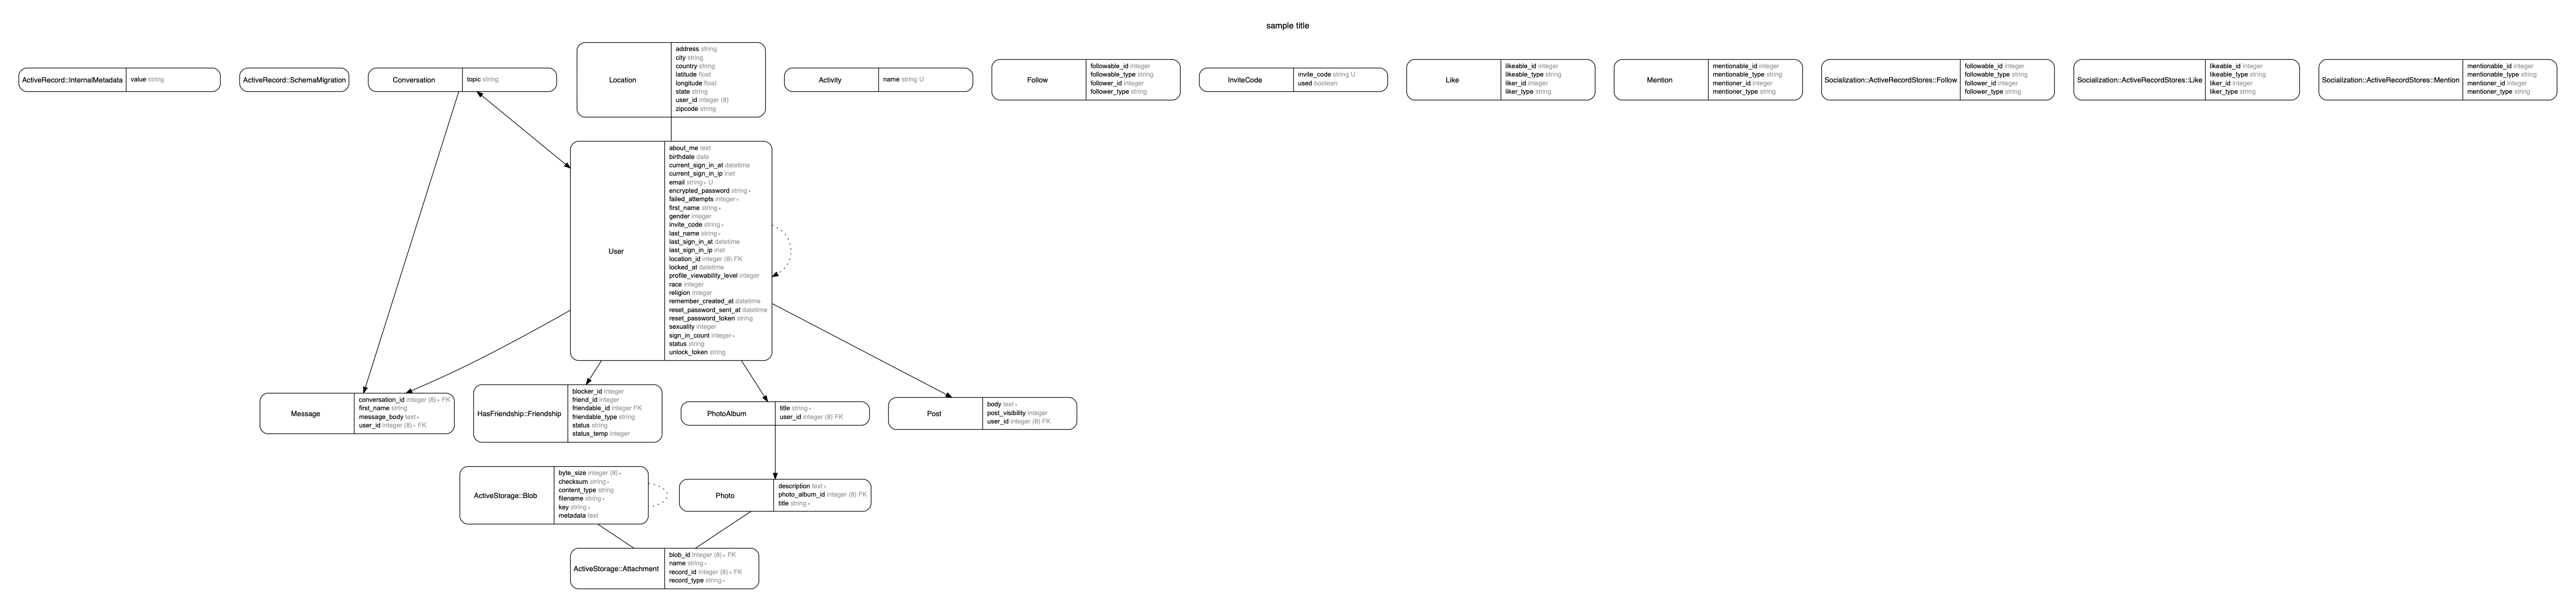 sample title
ActiveRecord::InternalMetadata
value string
ActiveRecord::SchemaMigration
Conversation
topic string
Location
address string
city string
country string
latitude float
longitude float
state string
user_id integer (8)
zipcode string
Activity
name string U
Follow
followable_id integer
followable_type string
follower_id integer
follower_type string
InviteCode
invite_code string U
used boolean
Like
likeable_id integer
likeable_type string
liker_id integer
liker_type string
Mention
mentionable_id integer
mentionable_type string
mentioner_id integer
mentioner_type string
Socialization::ActiveRecordStores::Follow
followable_id integer
followable_type string
follower_id integer
follower_type string
Socialization::ActiveRecordStores::Like
likeable_id integer
likeable_type string
liker_id integer
liker_type string
Socialization::ActiveRecordStores::Mention
mentionable_id integer
mentionable_type string
mentioner_id integer
mentioner_type string
User
about_me text
birthdate date
current_sign_in_at datetime
current_sign_in_ip inet
email string∗ U
encrypted_password string∗
failed_attempts integer∗
first_name string∗
gender integer
invite_code string∗
last_name string∗
last_sign_in_at datetime
last_sign_in_ip inet
location_id integer (8) FK
locked_at datetime
profile_viewability_level integer
race integer
religion integer
remember_created_at datetime
reset_password_sent_at datetime
reset_password_token string
sexuality integer
sign_in_count integer∗
status string
unlock_token string
Message
conversation_id integer (8)∗ FK
first_name string
message_body text∗
user_id integer (8)∗ FK
HasFriendship::Friendship
blocker_id integer
friend_id integer
friendable_id integer FK
friendable_type string
status string
status_temp integer
PhotoAlbum
title string∗
user_id integer (8) FK
Post
body text∗
post_visibility integer
user_id integer (8) FK
ActiveStorage::Blob
byte_size integer (8)∗
checksum string∗
content_type string
filename string∗
key string∗
metadata text
Photo
description text∗
photo_album_id integer (8) FK
title string∗
ActiveStorage::Attachment
blob_id integer (8)∗ FK
name string∗
record_id integer (8)∗ FK
record_type string∗